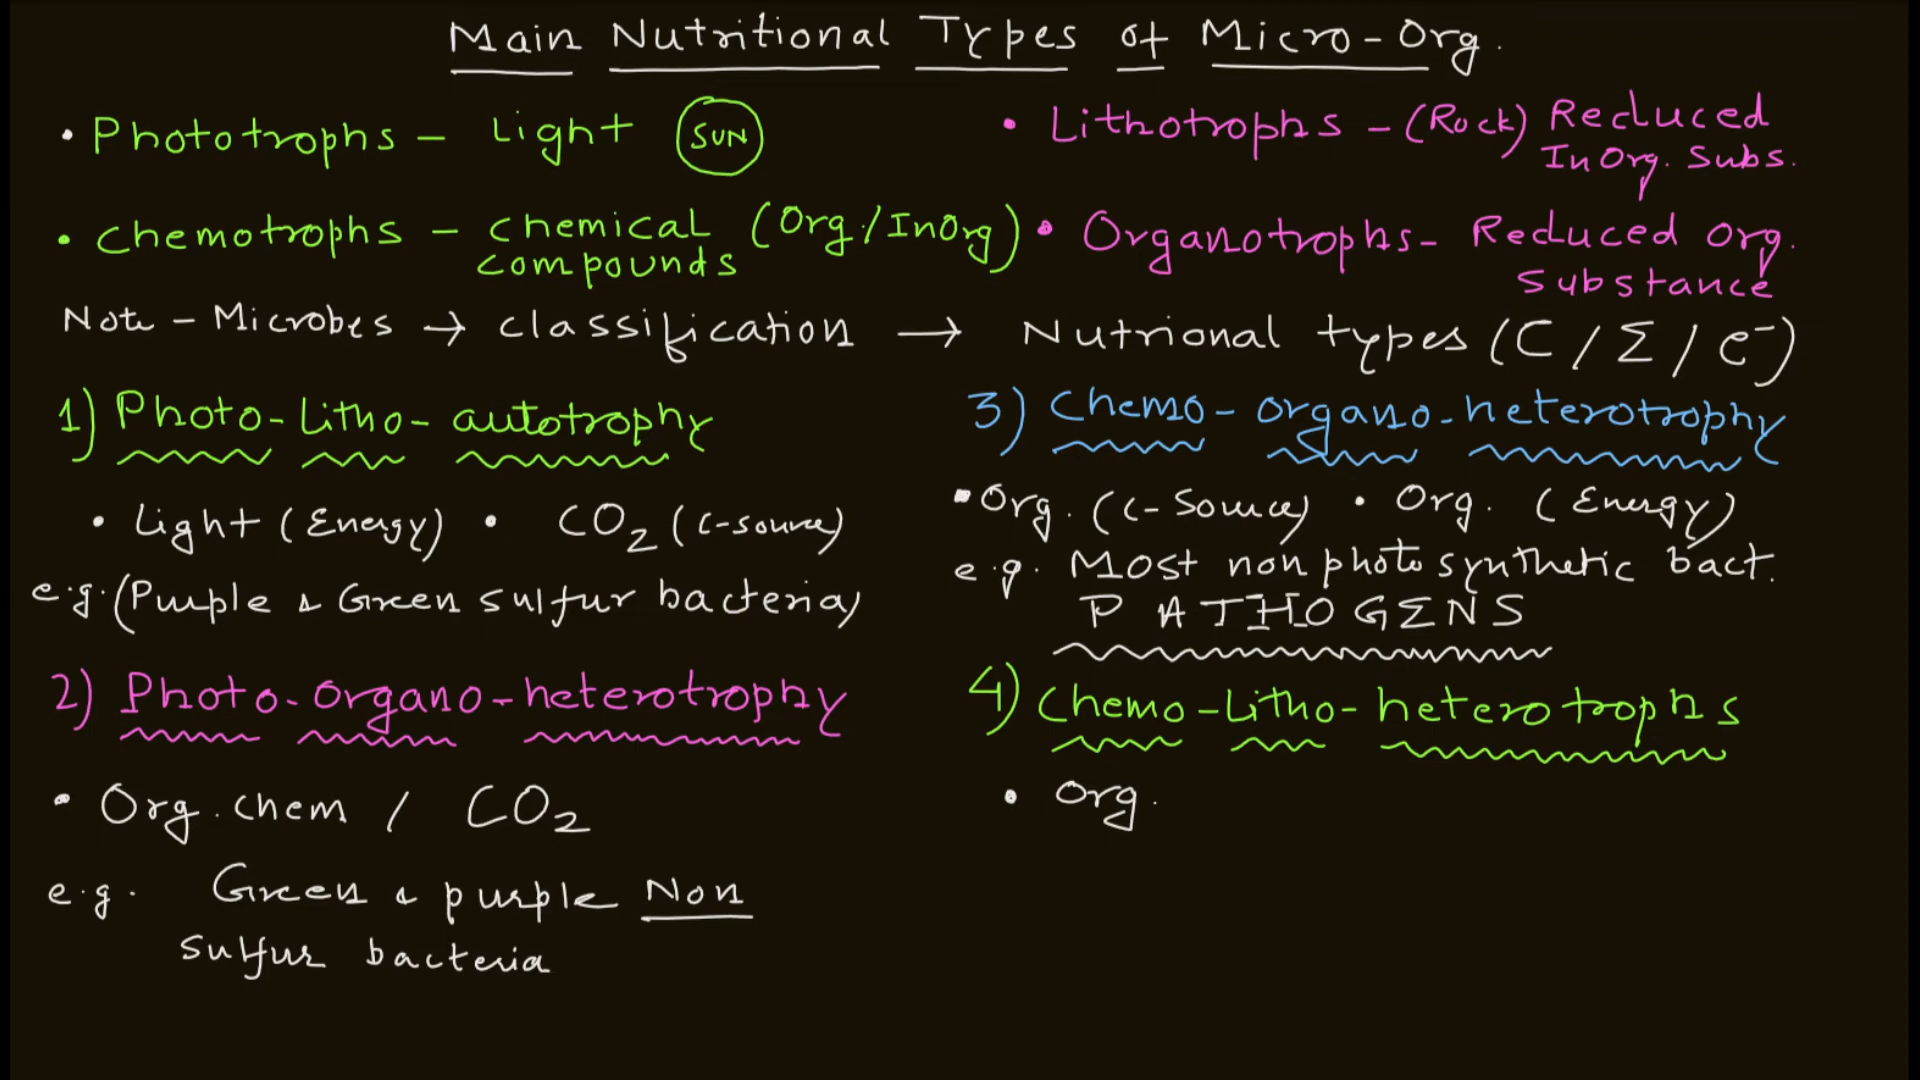 Main Nutritional Types of Micro-Org.
• Phototrophs - Light (SUN)
• Chemotrophs - chemical compounds (Org/InOrg)
• Lithotrophs - (Rock) Reduced
InOrg. Subs.
• Organotrophs - Reduced org.
Substance
Note - Microbes → classification → Nutrional types (C/Σ/e⁻)
1) Photo-Litho-autotrophy
• Light (Energy) • CO₂ (C-source)
e.g. (Purple & Green sulfur bacteria)
2) Photo-organo-heterotrophy
• Org. chem / CO₂
e.g. Green & purple Non
sulfur bacteria
3) Chemo-organo-heterotrophy
• Org. (C-Source) • Org. (Energy)
e.g. Most non photo synthetic bact.
PATHOGENS
4) Chemo-Litho-heterotrophs
• Org.